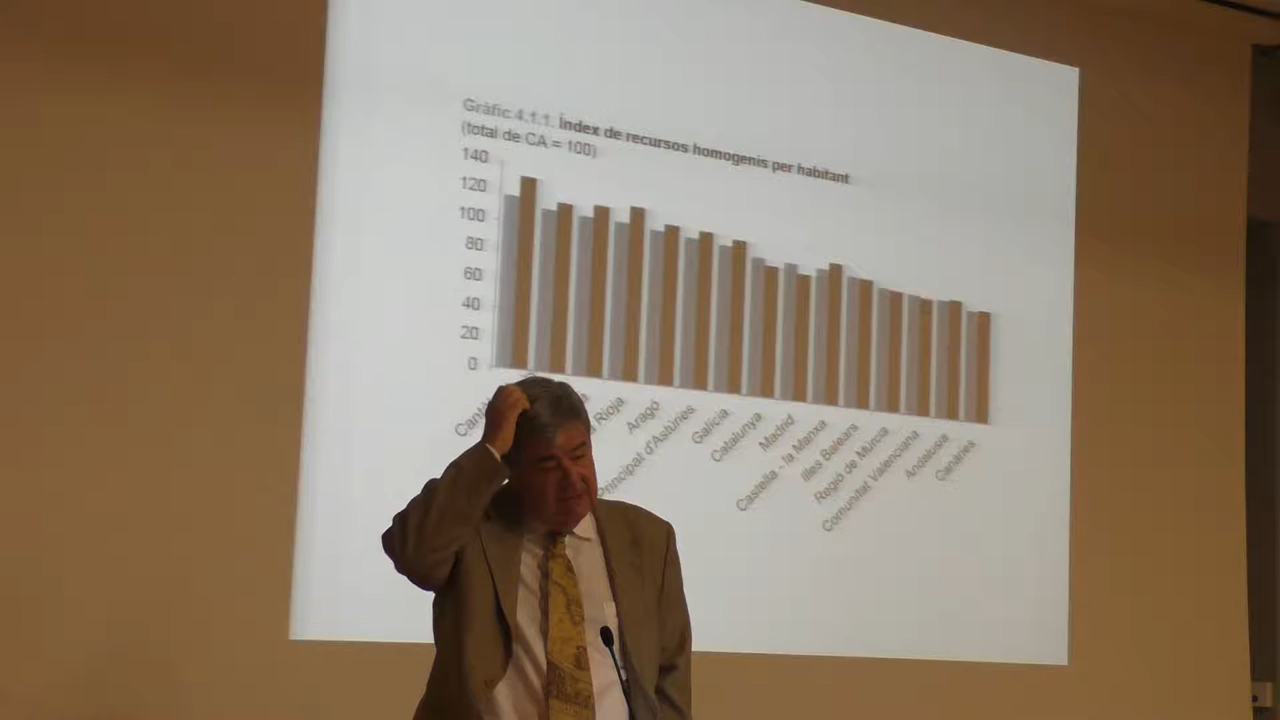 Gràfic 4.1.1. Índex de recursos homogenis per habitant
(total de CA = 100)
140
120
100
80
60
40
20
0
Rioja
Aragó
Principat d'Astúries
Galícia
Catalunya
Madrid
Castella - la Manxa
Illes Balears
Regió de Múrcia
Comunitat Valenciana
Andalusia
Canàries